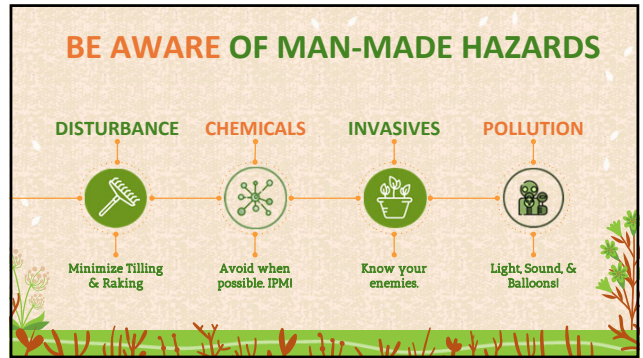 BE AWARE OF MAN-MADE HAZARDS
DISTURBANCE
CHEMICALS
INVASIVES
POLLUTION
Minimize Tilling
& Raking
Avoid when
possible. IPM!
Know your
enemies.
Light, Sound, &
Balloons!